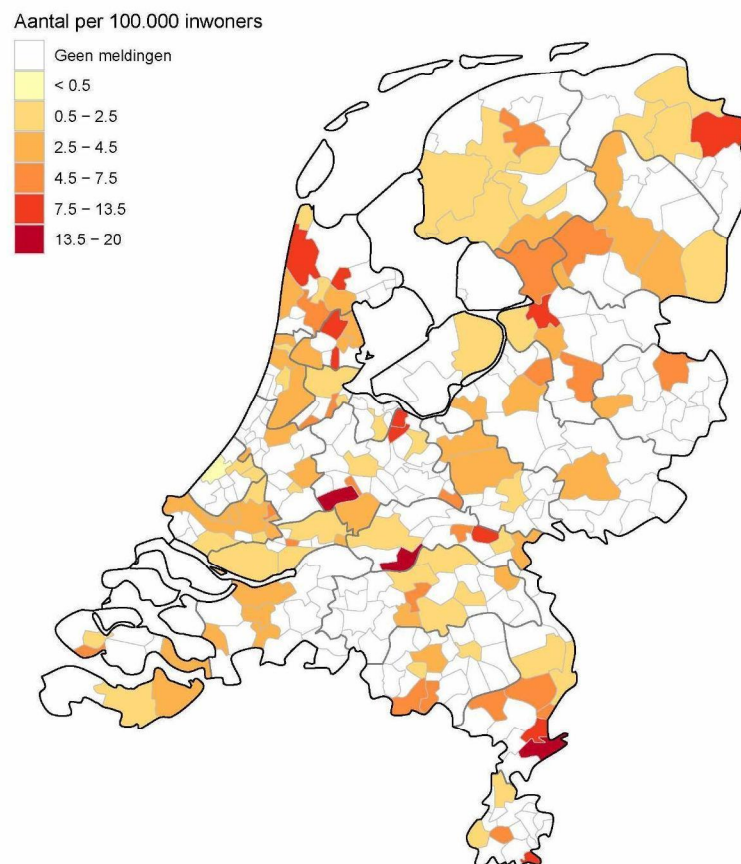 Aantal per 100.000 inwoners
Geen meldingen
< 0.5
0.5 – 2.5
2.5 – 4.5
4.5 – 7.5
7.5 – 13.5
13.5 – 20